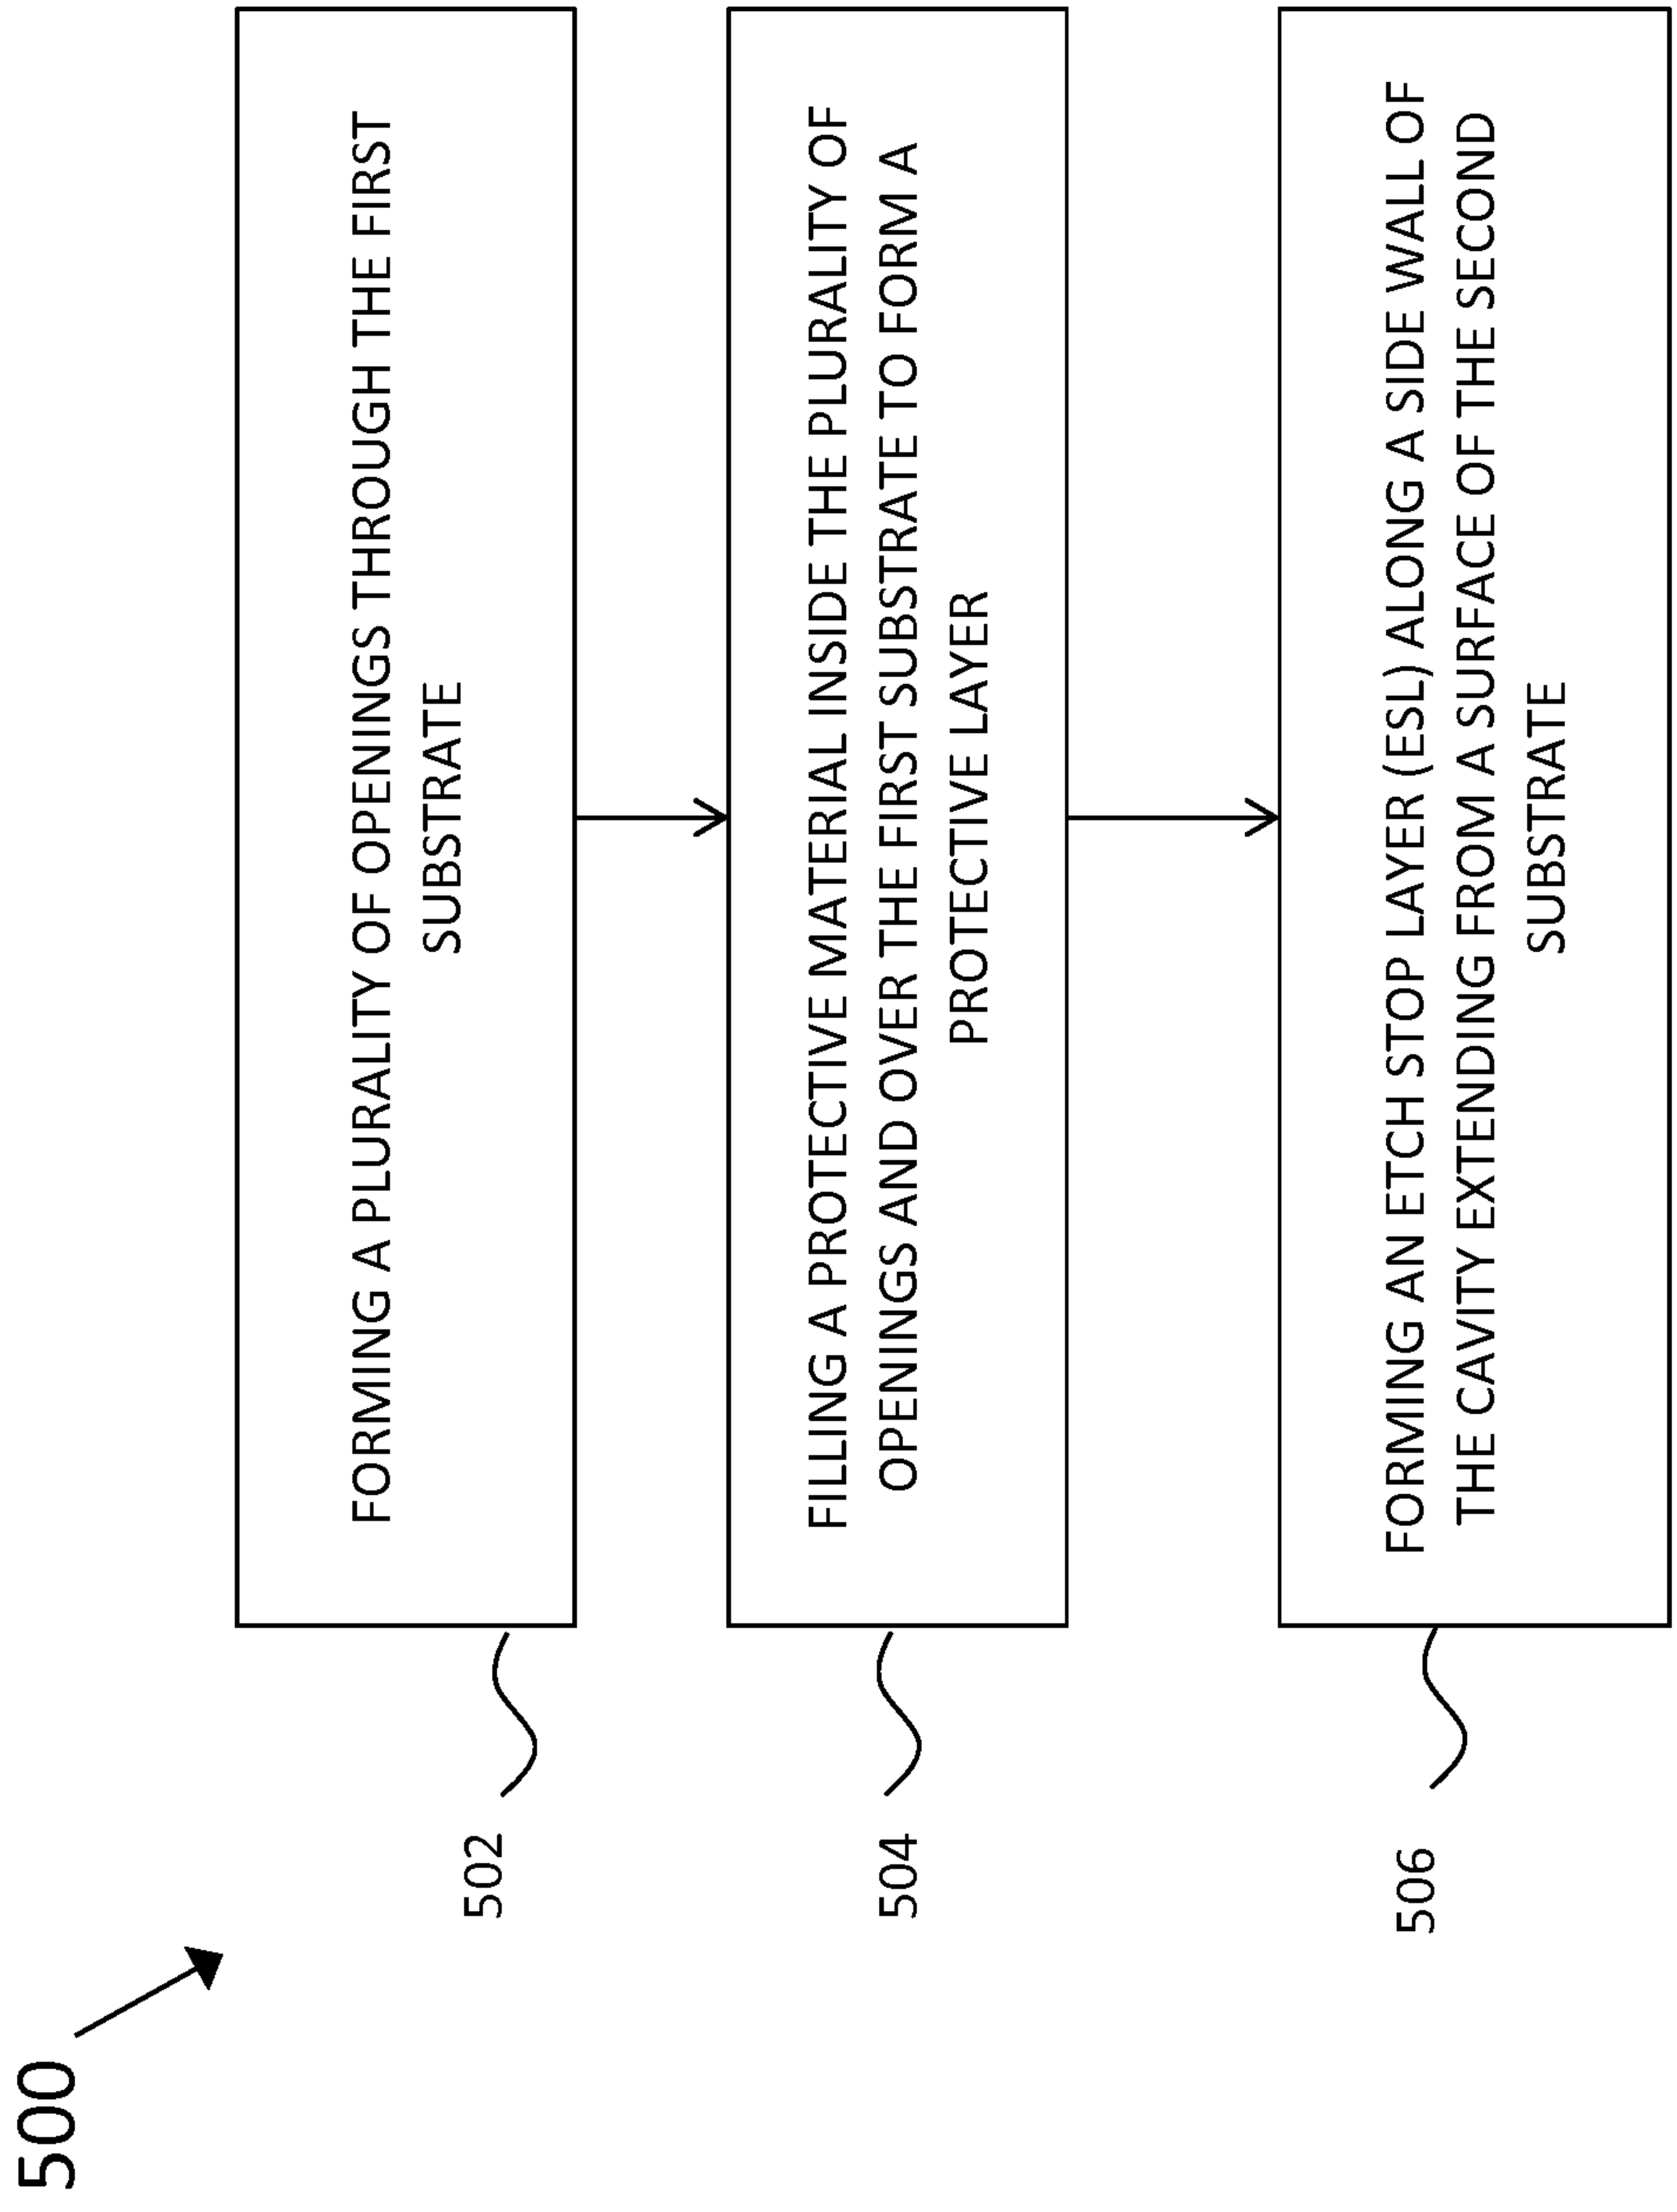 500
502
FORMING A PLURALITY OF OPENINGS THROUGH THE FIRST
SUBSTRATE
504
FILLING A PROTECTIVE MATERIAL INSIDE THE PLURALITY OF
OPENINGS AND OVER THE FIRST SUBSTRATE TO FORM A
PROTECTIVE LAYER
506
FORMING AN ETCH STOP LAYER (ESL) ALONG A SIDE WALL OF
THE CAVITY EXTENDING FROM A SURFACE OF THE SECOND
SUBSTRATE